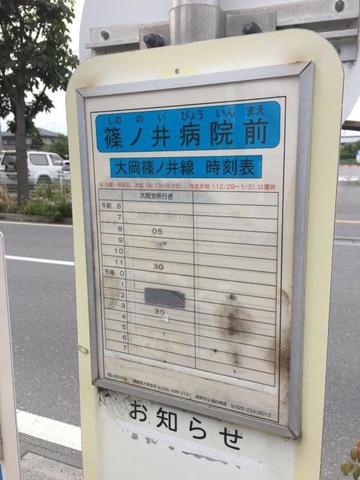 しののい びょういん まえ
篠ノ井病院前
大岡篠ノ井線 時刻表
大岡支所行き
午前 6
7
8 05
9
10
11 30
午後 0
1
2
3 30
4
5
6
7
お知らせ